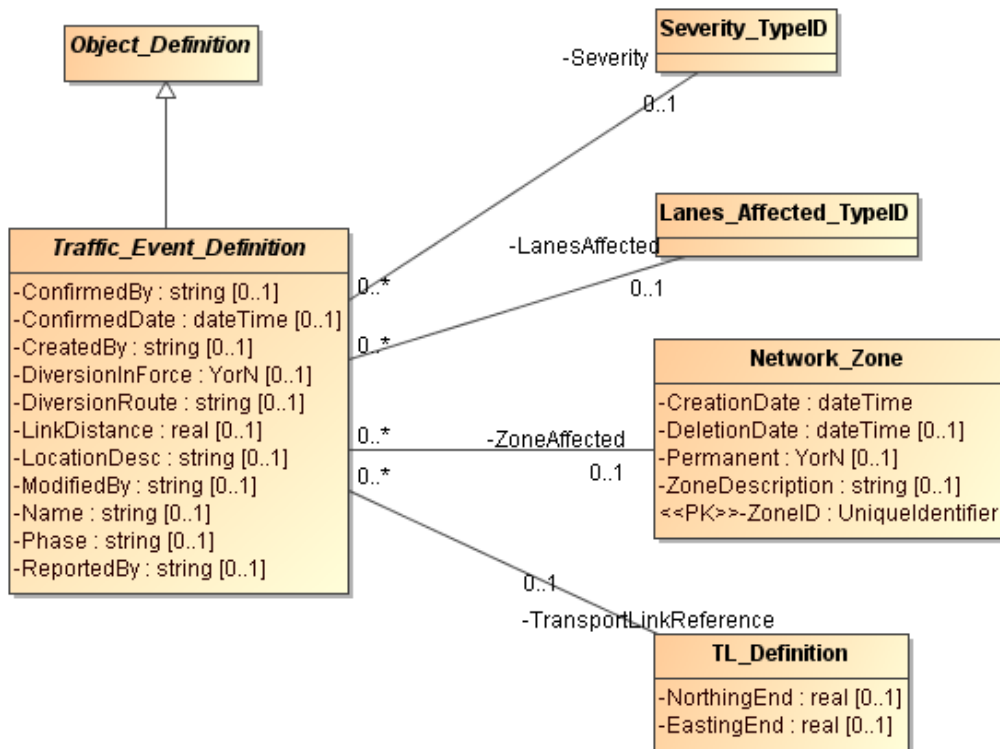 Object_Definition
Severity_TypeID
-Severity
0..1
Lanes_Affected_TypeID
-LanesAffected
0..1
Traffic_Event_Definition
-ConfirmedBy : string [0..1]
-ConfirmedDate : dateTime [0..1]
-CreatedBy : string [0..1]
-DiversionInForce : YorN [0..1]
-DiversionRoute : string [0..1]
-LinkDistance : real [0..1]
-LocationDesc : string [0..1]
-ModifiedBy : string [0..1]
-Name : string [0..1]
-Phase : string [0..1]
-ReportedBy : string [0..1]
0..*
0..*
0..*
0..*
-ZoneAffected
0..1
Network_Zone
-CreationDate : dateTime
-DeletionDate : dateTime [0..1]
-Permanent : YorN [0..1]
-ZoneDescription : string [0..1]
<<PK>>-ZoneID : UniqueIdentifier
0..1
-TransportLinkReference
TL_Definition
-NorthingEnd : real [0..1]
-EastingEnd : real [0..1]